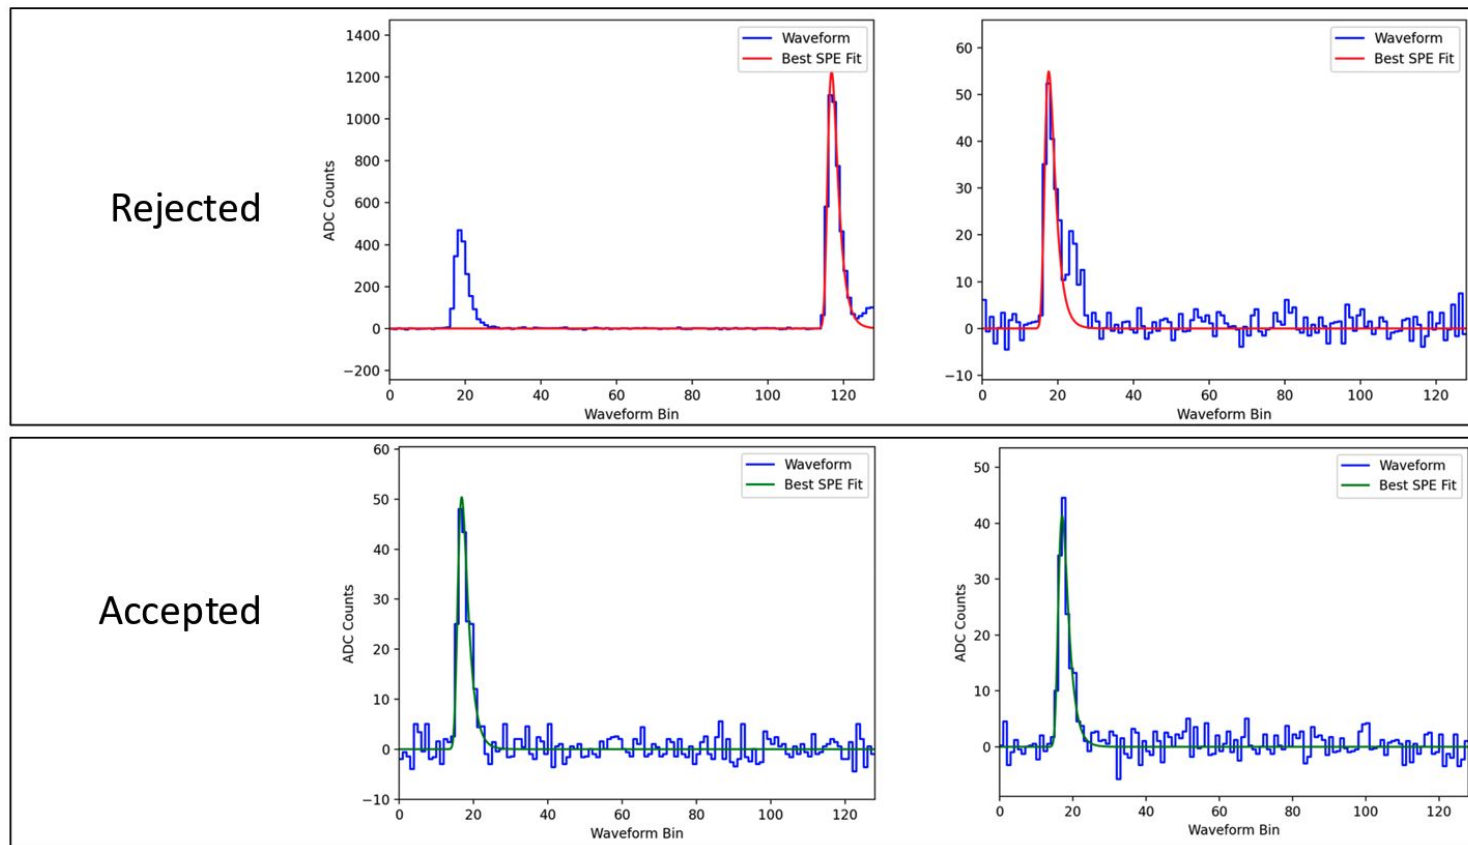 Rejected
1400
1200
1000
800
600
400
200
0
−200
ADC Counts
0 20 40 60 80 100 120
Waveform Bin
Waveform
Best SPE Fit
60
50
40
30
20
10
0
−10
0 20 40 60 80 100 120
Waveform Bin
Waveform
Best SPE Fit
Accepted
60
50
40
30
20
10
0
−10
ADC Counts
0 20 40 60 80 100 120
Waveform Bin
Waveform
Best SPE Fit
50
40
30
20
10
0
ADC Counts
0 20 40 60 80 100 120
Waveform Bin
Waveform
Best SPE Fit